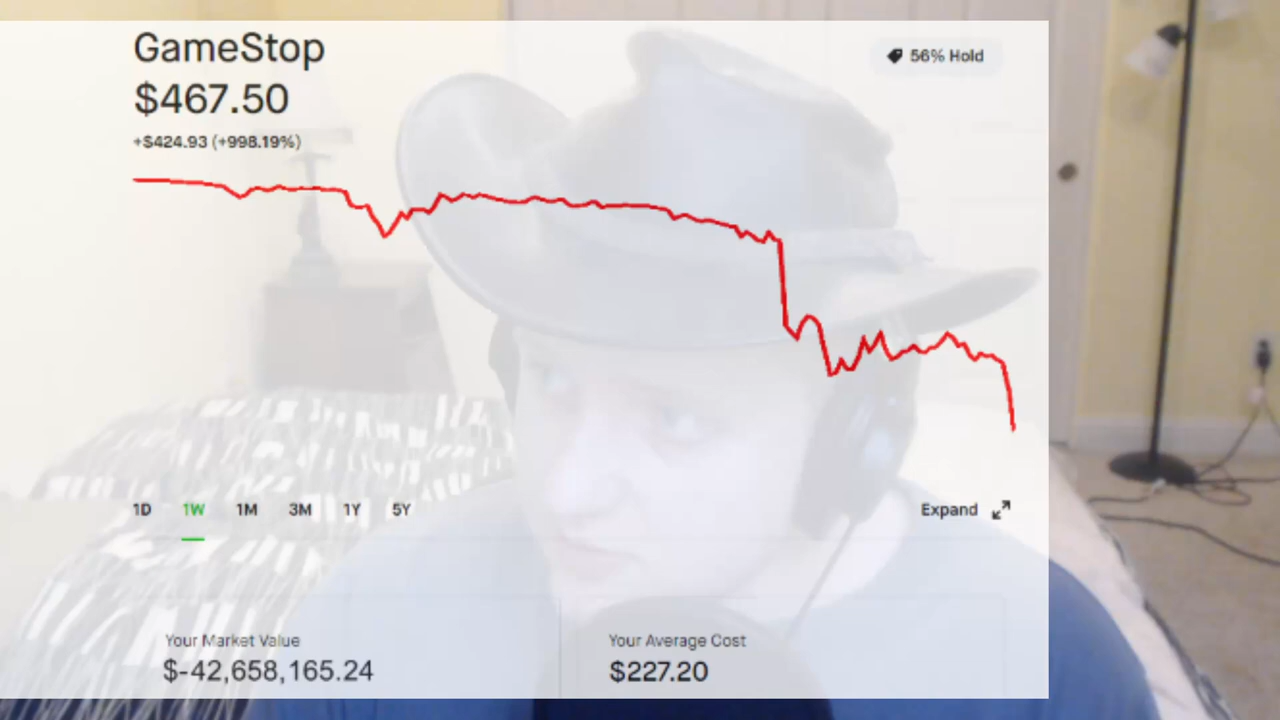 GameStop
56% Hold
$467.50
+$424.93 (+998.19%)
1D 1W 1M 3M 1Y 5Y
Expand
Your Market Value
Your Average Cost
$-42,658,165.24
$227.20